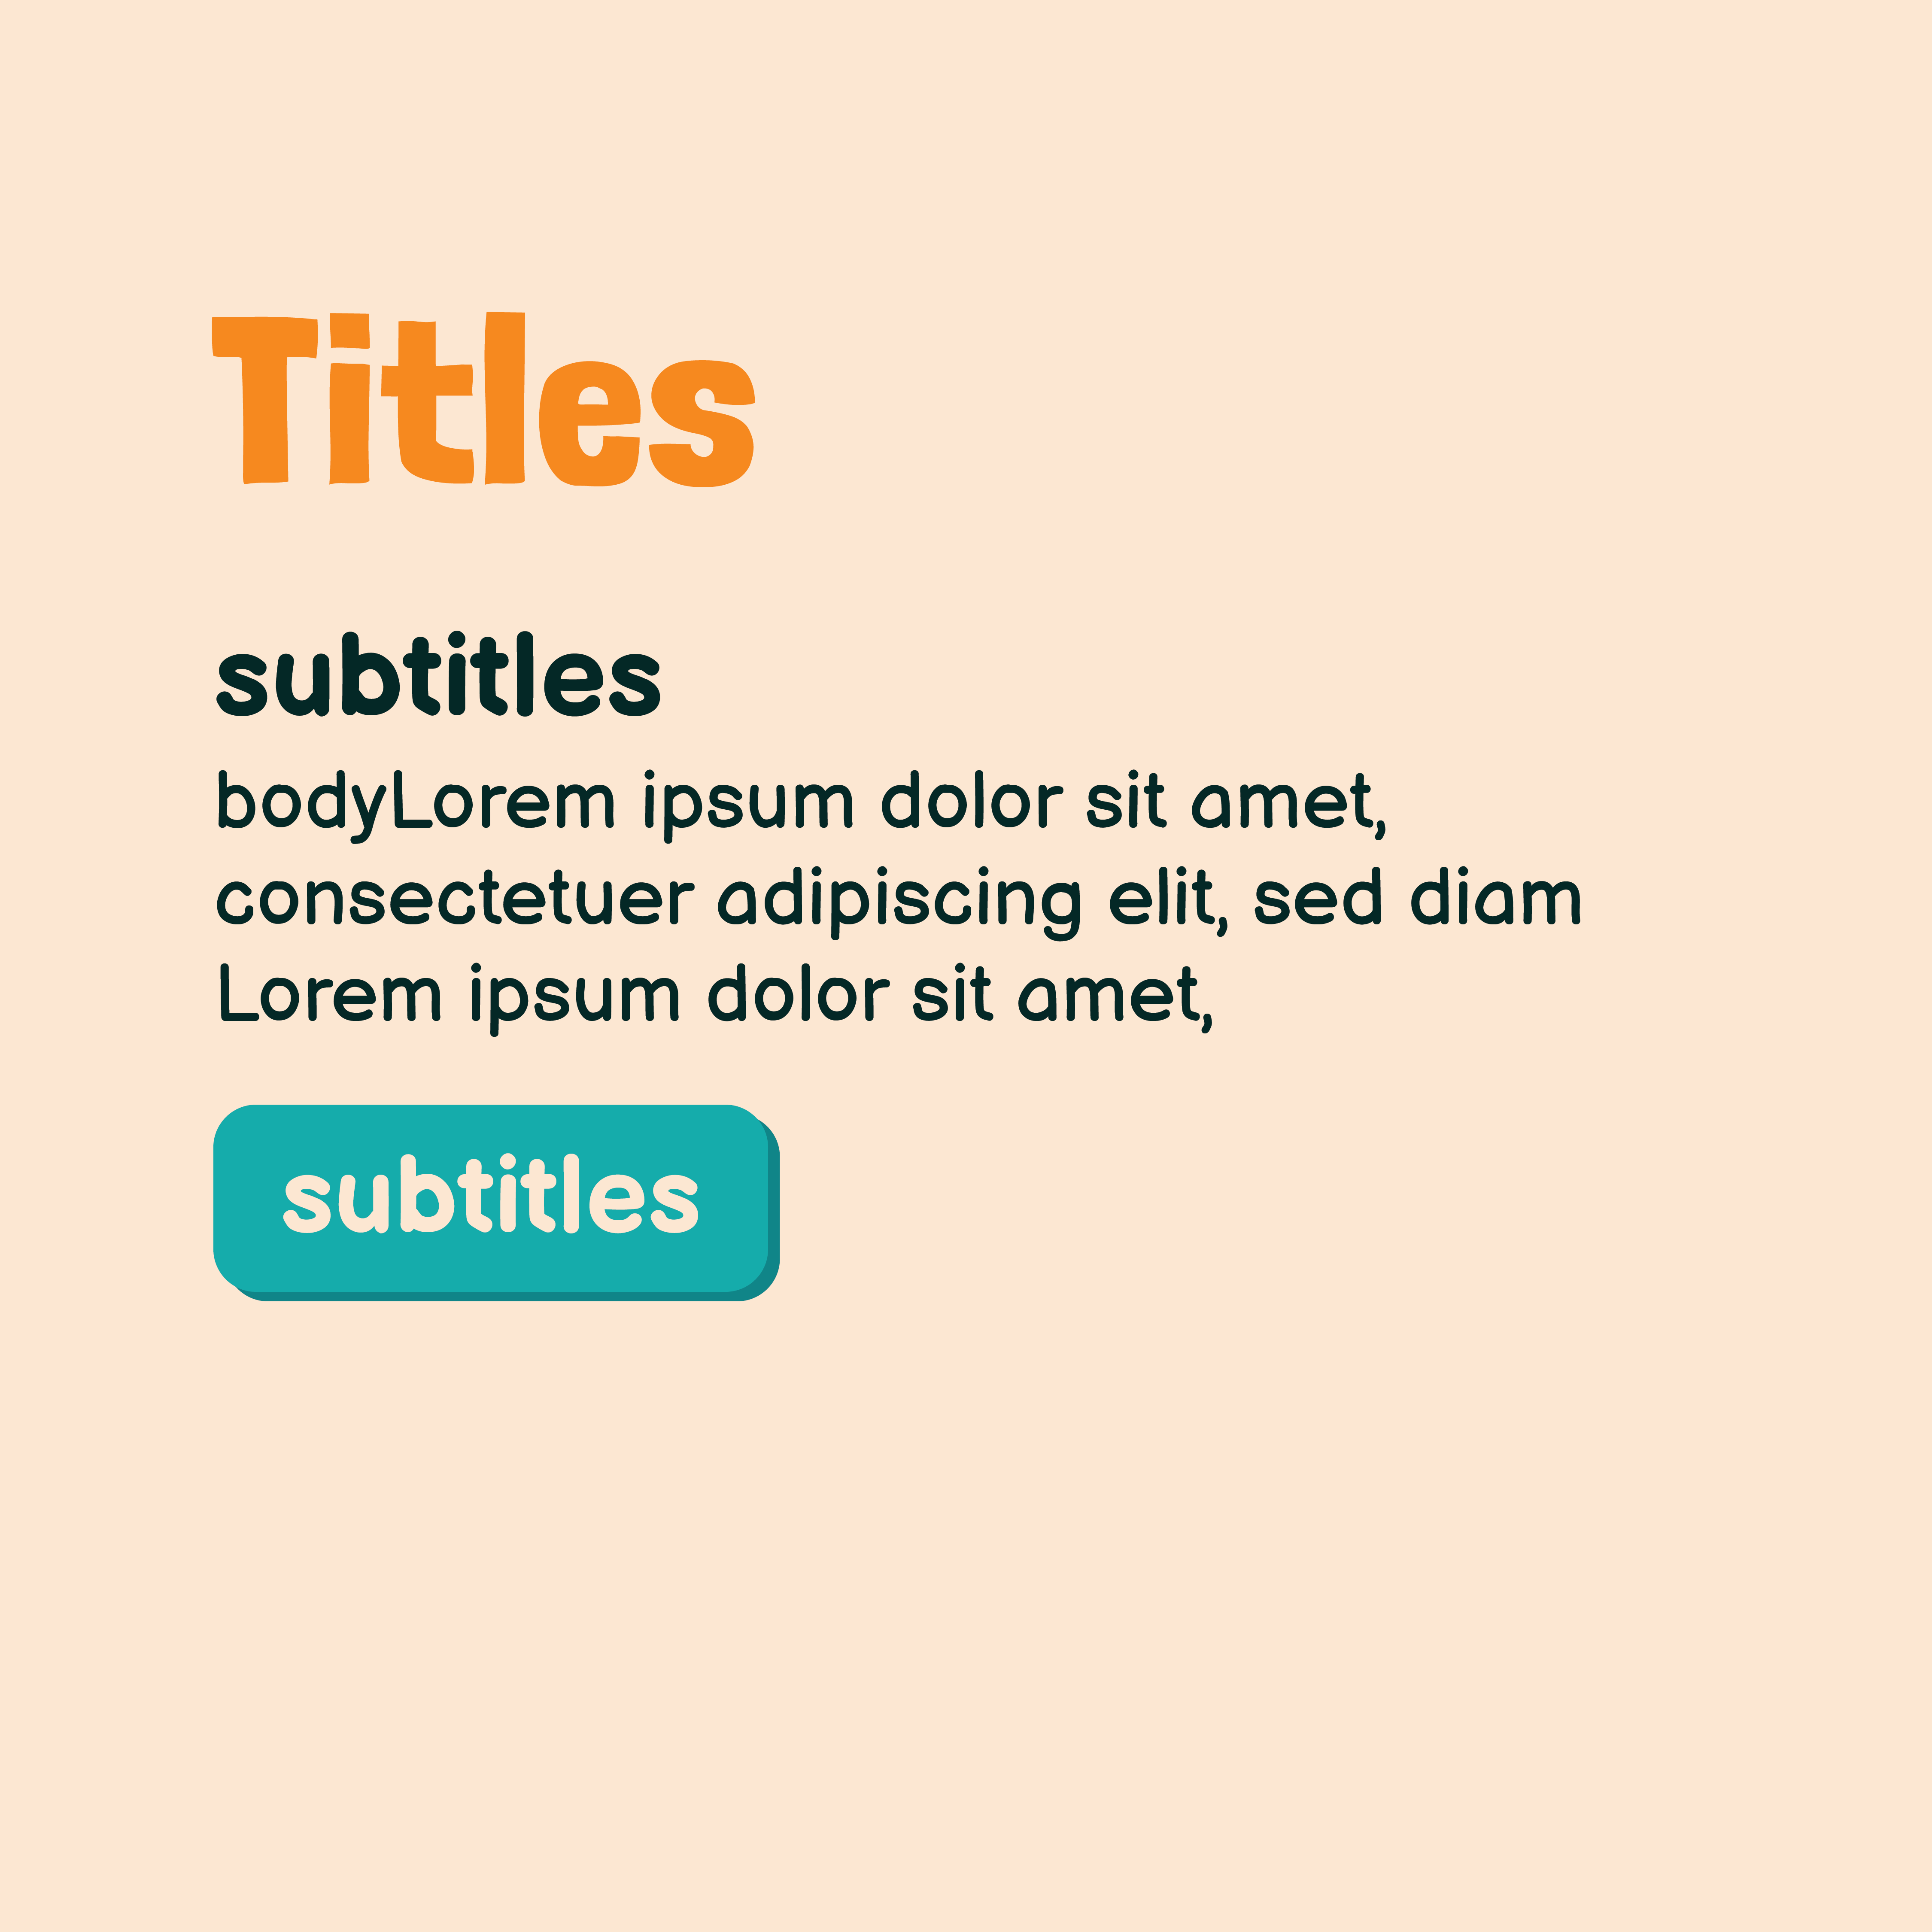 Titles
subtitles
bodyLorem ipsum dolor sit amet,
consectetuer adipiscing elit, sed diam
Lorem ipsum dolor sit amet,
subtitles